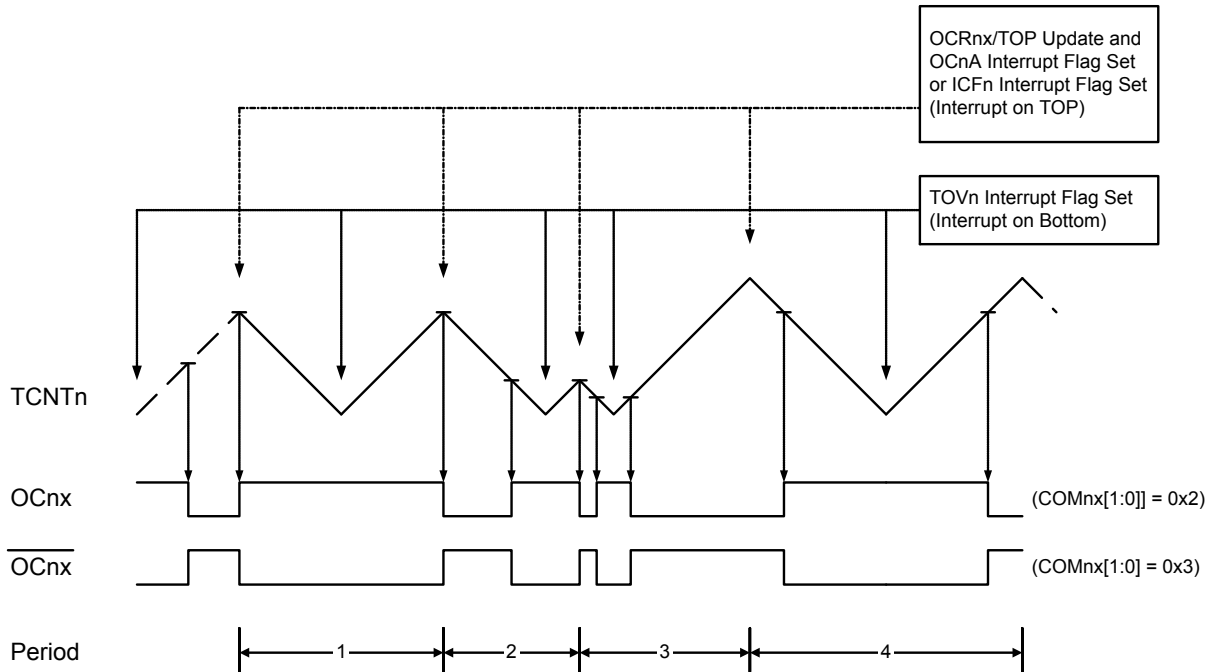 OCRnx/TOP Update and
OCnA Interrupt Flag Set
or ICFn Interrupt Flag Set
(Interrupt on TOP)
TOVn Interrupt Flag Set
(Interrupt on Bottom)
TCNTn
OCnx
(COMnx[1:0]] = 0x2)
OCnx
(COMnx[1:0] = 0x3)
Period
1
2
3
4